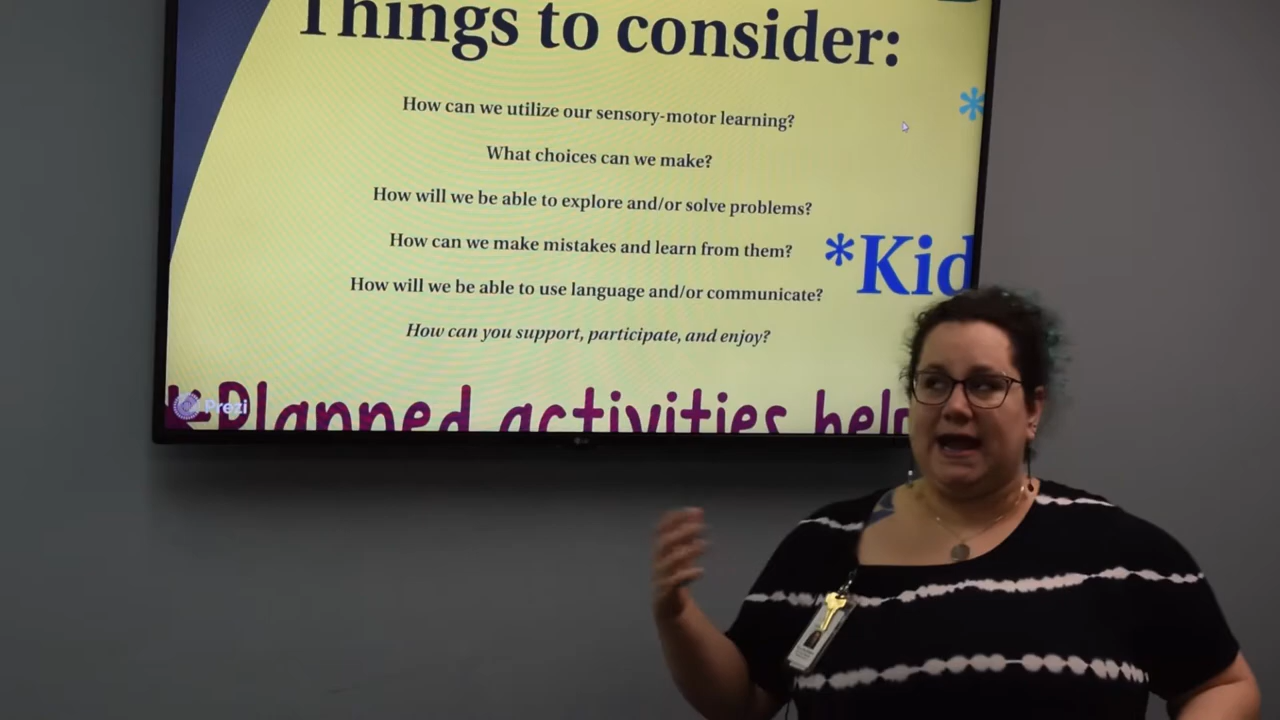 Things to consider:
How can we utilize our sensory-motor learning?
What choices can we make?
How will we be able to explore and/or solve problems?
How can we make mistakes and learn from them?
*Kid
How will we be able to use language and/or communicate?
How can you support, participate, and enjoy?
*Planned activities help
Prezi
LG